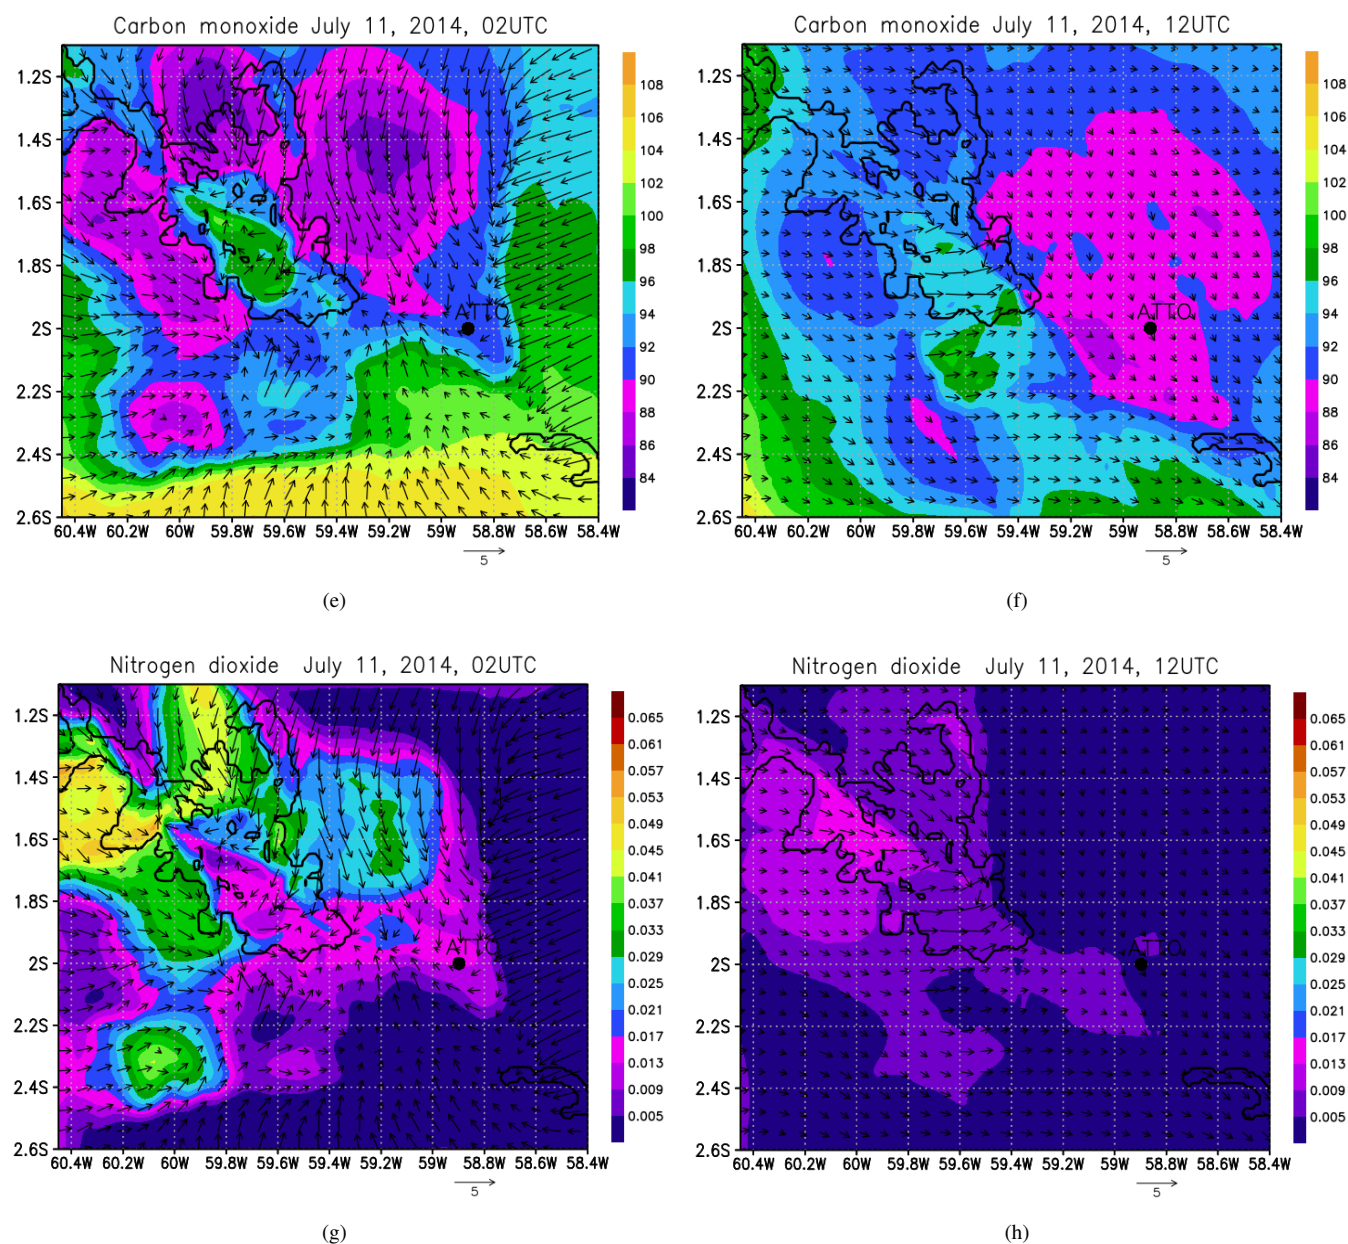 Carbon monoxide July 11, 2014, 02UTC
1.2S
1.4S
1.6S
1.8S
2S
2.2S
2.4S
2.6S
60.4W 60.2W 60W 59.8W 59.6W 59.4W 59.2W 59W 58.8W 58.6W 58.4W
ATTO
5
108
106
104
102
100
98
96
94
92
90
88
86
84
(e)
Carbon monoxide July 11, 2014, 12UTC
1.2S
1.4S
1.6S
1.8S
2S
2.2S
2.4S
2.6S
60.4W 60.2W 60W 59.8W 59.6W 59.4W 59.2W 59W 58.8W 58.6W 58.4W
ATTO
5
108
106
104
102
100
98
96
94
92
90
88
86
84
(f)
Nitrogen dioxide July 11, 2014, 02UTC
1.2S
1.4S
1.6S
1.8S
2S
2.2S
2.4S
2.6S
60.4W 60.2W 60W 59.8W 59.6W 59.4W 59.2W 59W 58.8W 58.6W 58.4W
ATTO
5
0.065
0.061
0.057
0.053
0.049
0.045
0.041
0.037
0.033
0.029
0.025
0.021
0.017
0.013
0.009
0.005
(g)
Nitrogen dioxide July 11, 2014, 12UTC
1.2S
1.4S
1.6S
1.8S
2S
2.2S
2.4S
2.6S
60.4W 60.2W 60W 59.8W 59.6W 59.4W 59.2W 59W 58.8W 58.6W 58.4W
ATTO
5
0.065
0.061
0.057
0.053
0.049
0.045
0.041
0.037
0.033
0.029
0.025
0.021
0.017
0.013
0.009
0.005
(h)